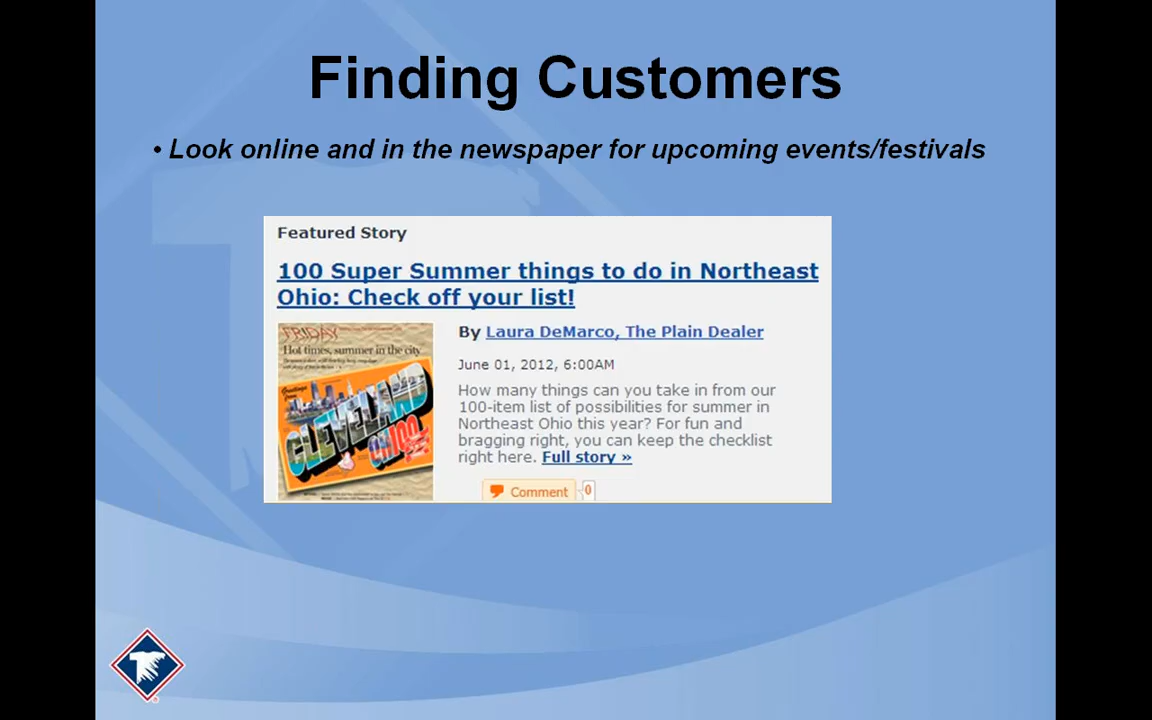 Finding Customers
• Look online and in the newspaper for upcoming events/festivals
Featured Story
100 Super Summer things to do in Northeast
Ohio: Check off your list!
FRIDAY
Hot times, summer in the city
Greetings from
CLEVELAND
OHIO
By Laura DeMarco, The Plain Dealer
June 01, 2012, 6:00AM
How many things can you take in from our
100-item list of possibilities for summer in
Northeast Ohio this year? For fun and
bragging right, you can keep the checklist
right here. Full story »
Comment 0